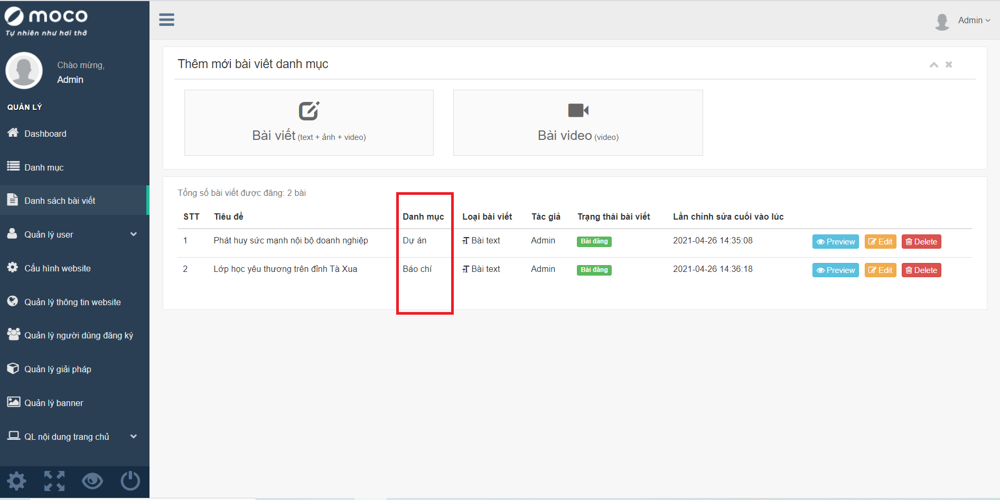 moco
Tự nhiên như hơi thở
Chào mừng,
Admin
QUẢN LÝ
Dashboard
Danh mục
Danh sách bài viết
Quản lý user
Cấu hình website
Quản lý thông tin website
Quản lý người dùng đăng ký
Quản lý giải pháp
Quản lý banner
QL nội dung trang chủ
Admin
Thêm mới bài viết danh mục
Bài viết (text + ảnh + video)
Bài video (video)
Tổng số bài viết được đăng: 2 bài
STT Tiêu đề Danh mục Loại bài viết Tác giả Trạng thái bài viết Lần chỉnh sửa cuối vào lúc
1 Phát huy sức mạnh nội bộ doanh nghiệp Dự án Bài text Admin Bài đăng 2021-04-26 14:35:08 Preview Edit Delete
2 Lớp học yêu thương trên đỉnh Tà Xua Báo chí Bài text Admin Bài đăng 2021-04-26 14:36:18 Preview Edit Delete